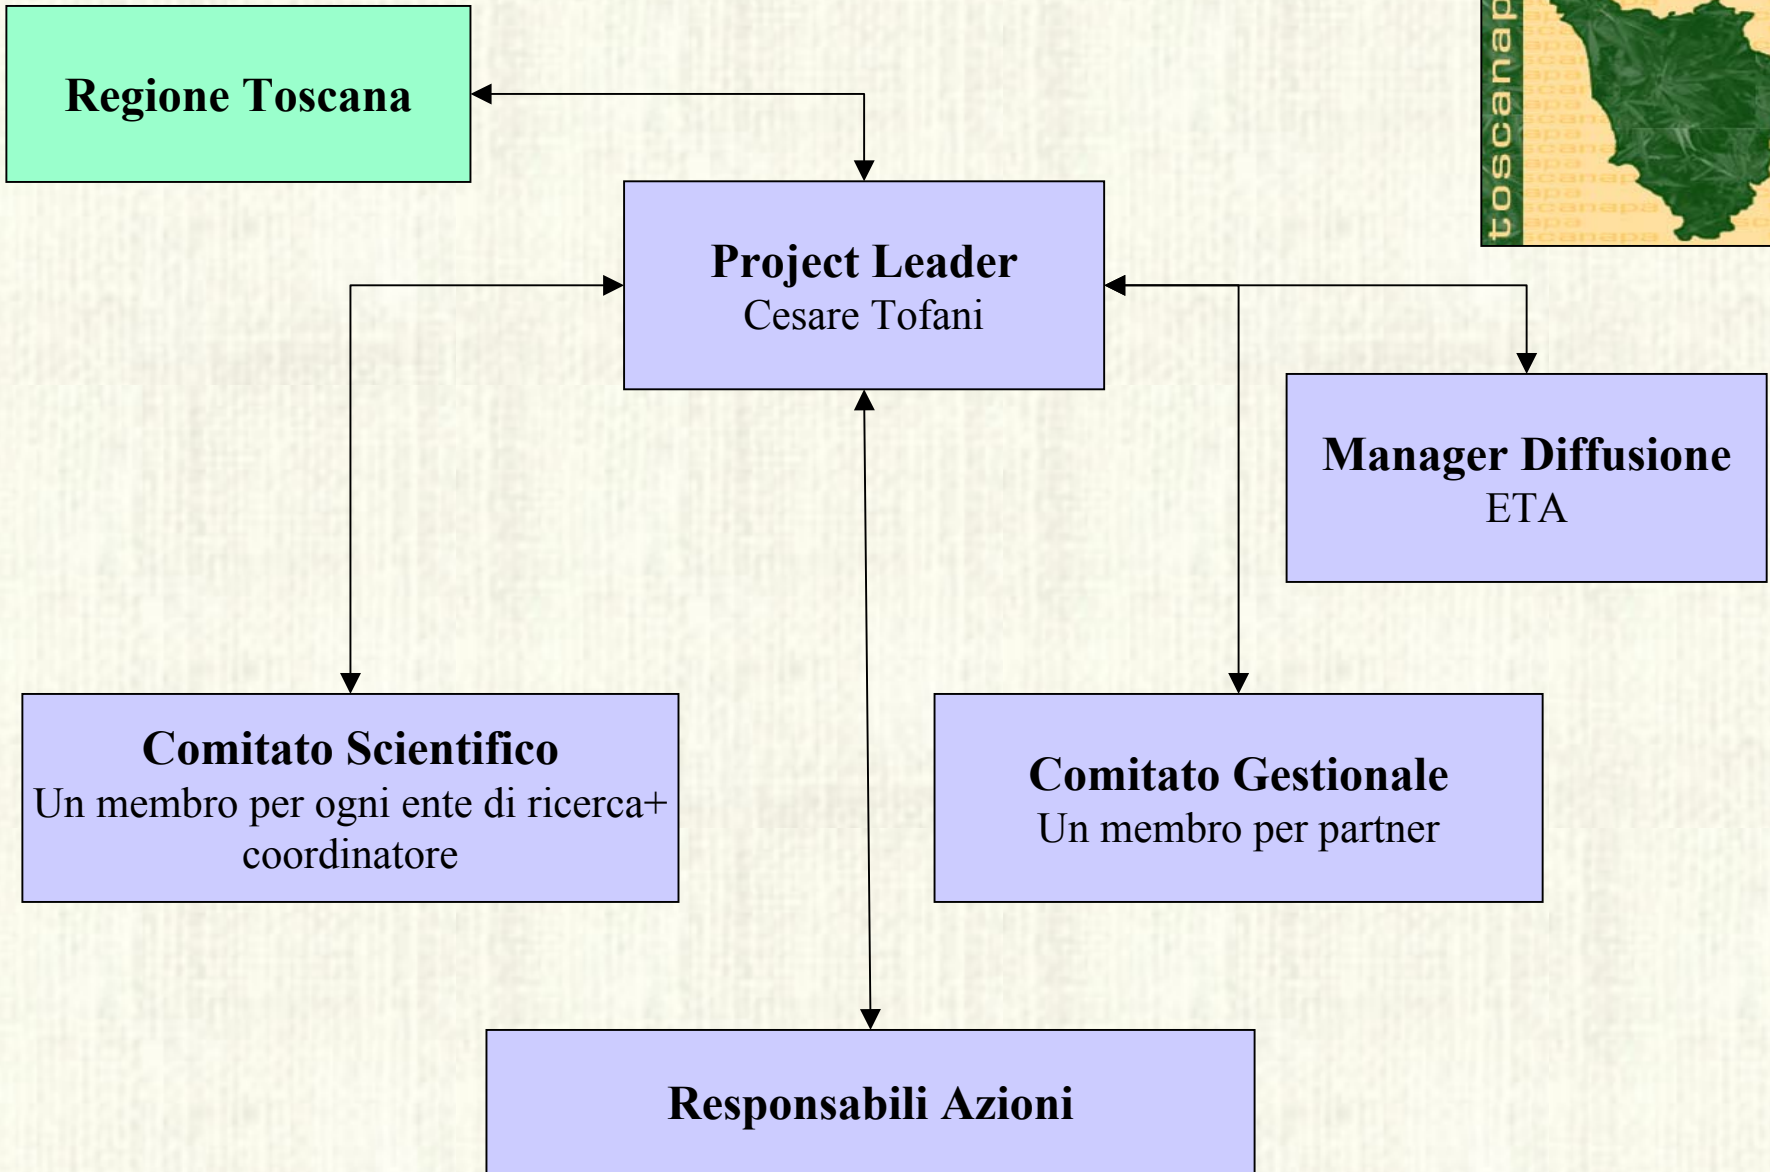 Regione Toscana
toscanap
Project Leader
Cesare Tofani
Manager Diffusione
ETA
Comitato Scientifico
Un membro per ogni ente di ricerca+
coordinatore
Comitato Gestionale
Un membro per partner
Responsabili Azioni